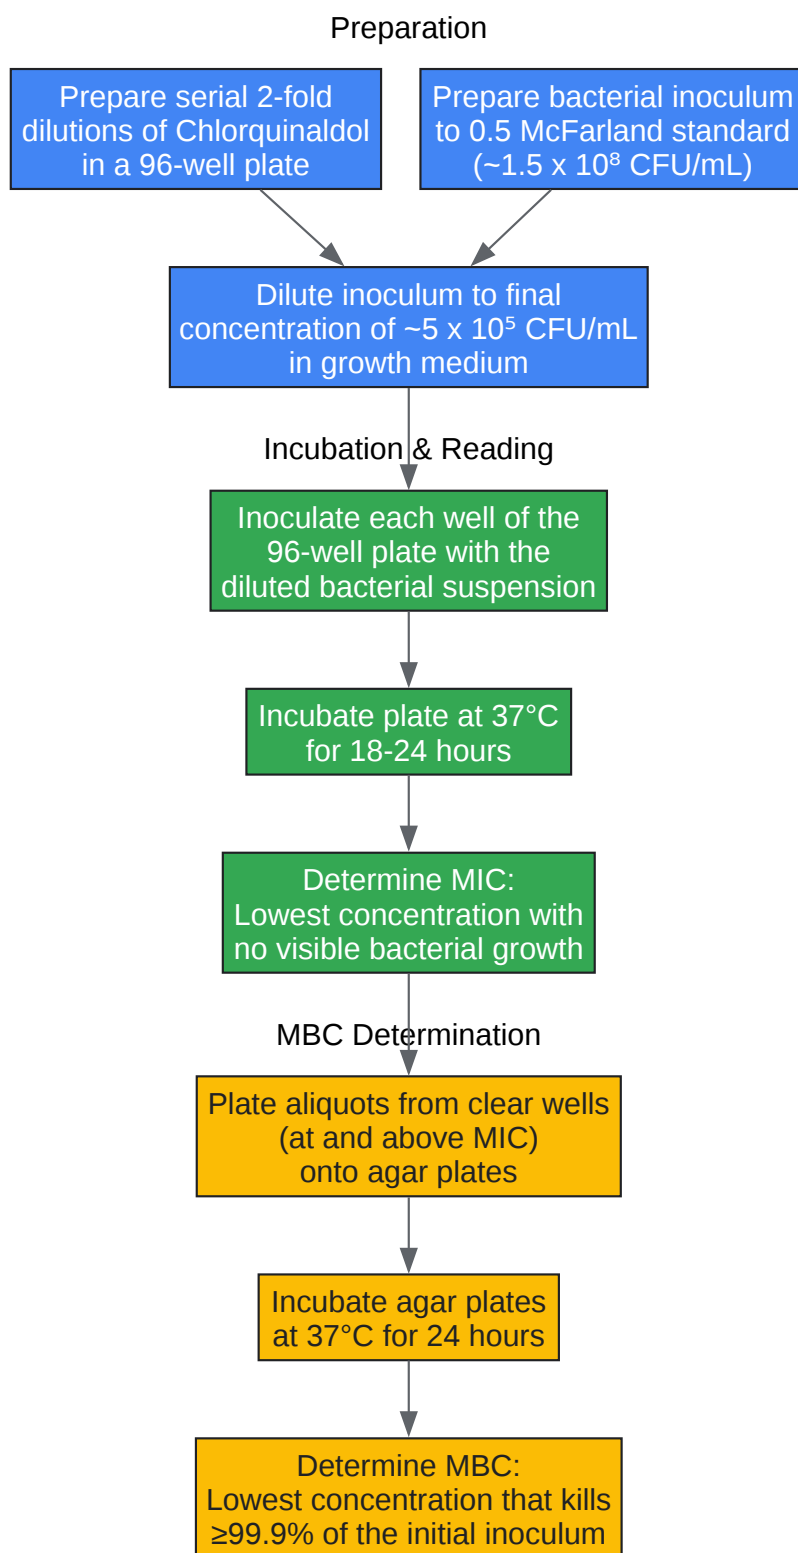 Preparation
Prepare serial 2-fold
dilutions of Chlorquinaldol
in a 96-well plate
Prepare bacterial inoculum
to 0.5 McFarland standard
(~1.5 x 10⁸ CFU/mL)
Dilute inoculum to final
concentration of ~5 x 10⁵ CFU/mL
in growth medium
Incubation & Reading
Inoculate each well of the
96-well plate with the
diluted bacterial suspension
Incubate plate at 37°C
for 18-24 hours
Determine MIC:
Lowest concentration with
no visible bacterial growth
MBC Determination
Plate aliquots from clear wells
(at and above MIC)
onto agar plates
Incubate agar plates
at 37°C for 24 hours
Determine MBC:
Lowest concentration that kills
≥99.9% of the initial inoculum